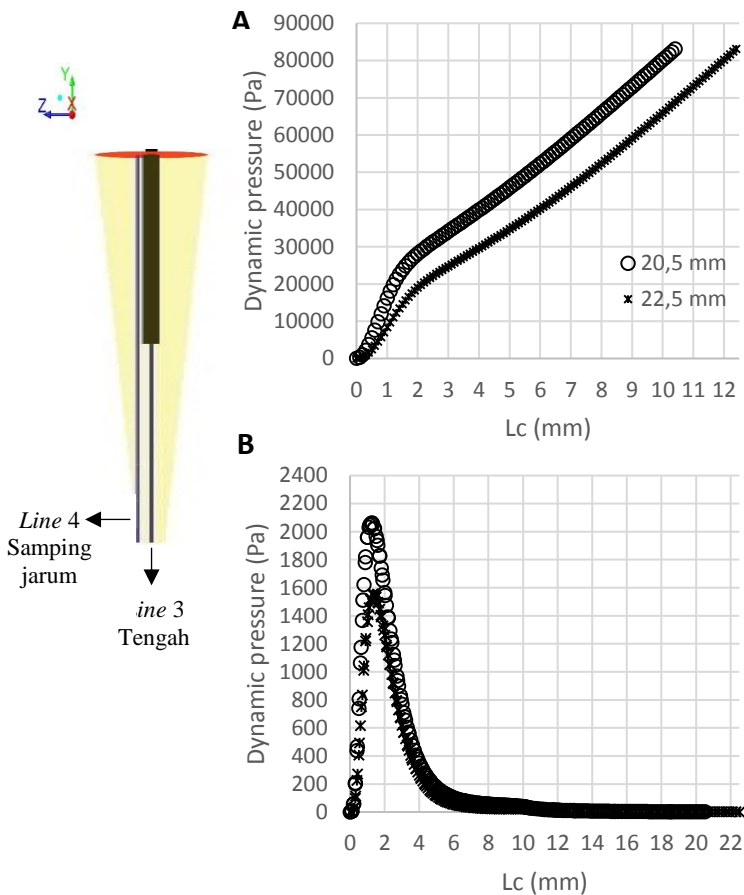 Y
Z
X
Line 4
Samping
jarum
Tengah
A
Dynamic pressure (Pa)
90000
80000
70000
60000
50000
40000
30000
20000
10000
0
20,5 mm
22,5 mm
0 1 2 3 4 5 6 7 8 9 10 11 12
Lc (mm)
B
Dynamic pressure (Pa)
2400
2200
2000
1800
1600
1400
1200
1000
800
600
400
200
0
0 2 4 6 8 10 12 14 16 18 20 22
Lc (mm)